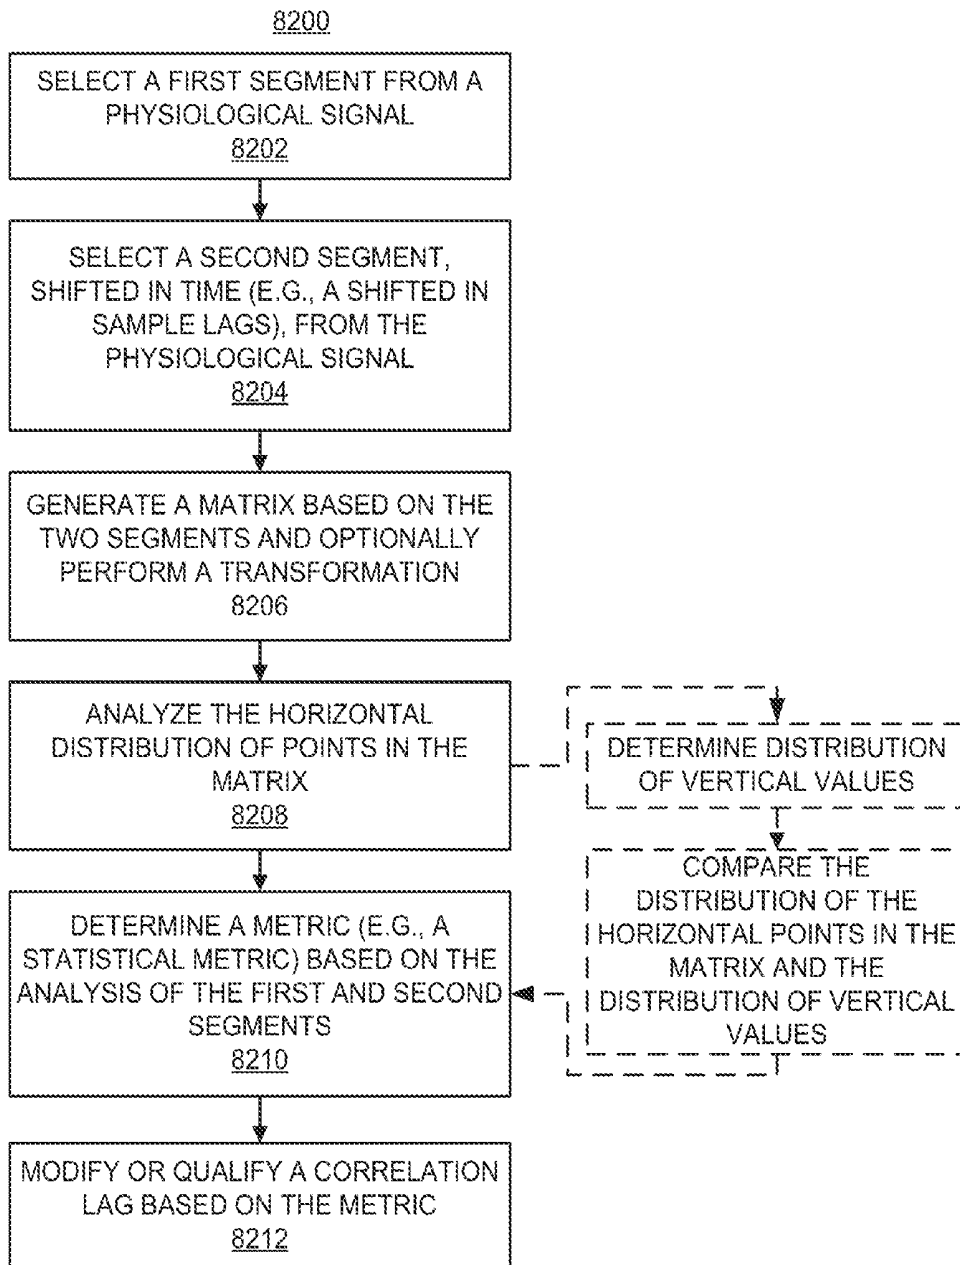 8200
SELECT A FIRST SEGMENT FROM A
PHYSIOLOGICAL SIGNAL
8202
SELECT A SECOND SEGMENT,
SHIFTED IN TIME (E.G., A SHIFTED IN
SAMPLE LAGS), FROM THE
PHYSIOLOGICAL SIGNAL
8204
GENERATE A MATRIX BASED ON THE
TWO SEGMENTS AND OPTIONALLY
PERFORM A TRANSFORMATION
8206
ANALYZE THE HORIZONTAL
DISTRIBUTION OF POINTS IN THE
MATRIX
8208
DETERMINE DISTRIBUTION
OF VERTICAL VALUES
COMPARE THE
DISTRIBUTION OF THE
HORIZONTAL POINTS IN THE
MATRIX AND THE
DISTRIBUTION OF VERTICAL
VALUES
DETERMINE A METRIC (E.G., A
STATISTICAL METRIC) BASED ON THE
ANALYSIS OF THE FIRST AND SECOND
SEGMENTS
8210
MODIFY OR QUALIFY A CORRELATION
LAG BASED ON THE METRIC
8212